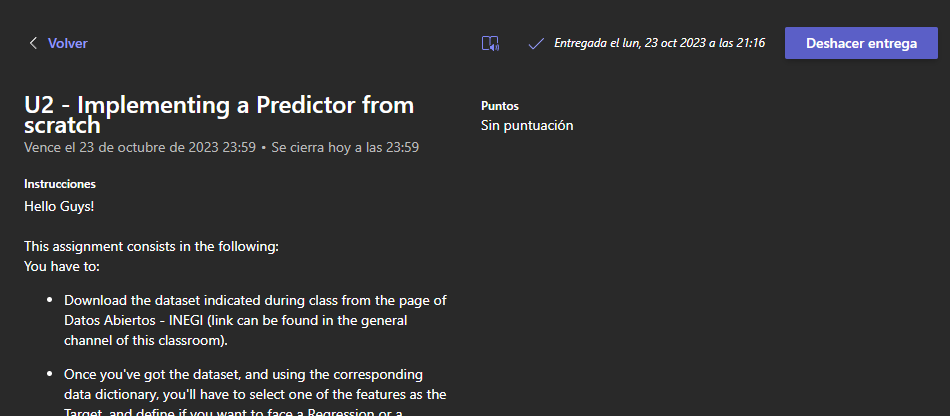 Volver
Entregada el lun, 23 oct 2023 a las 21:16
Deshacer entrega
U2 - Implementing a Predictor from
scratch
Vence el 23 de octubre de 2023 23:59 • Se cierra hoy a las 23:59
Puntos
Sin puntuación
Instrucciones
Hello Guys!
This assignment consists in the following:
You have to:
• Download the dataset indicated during class from the page of
Datos Abiertos - INEGI (link can be found in the general
channel of this classroom).
• Once you've got the dataset, and using the corresponding
data dictionary, you'll have to select one of the features as the
Target, and define if you want to face a Regression or a